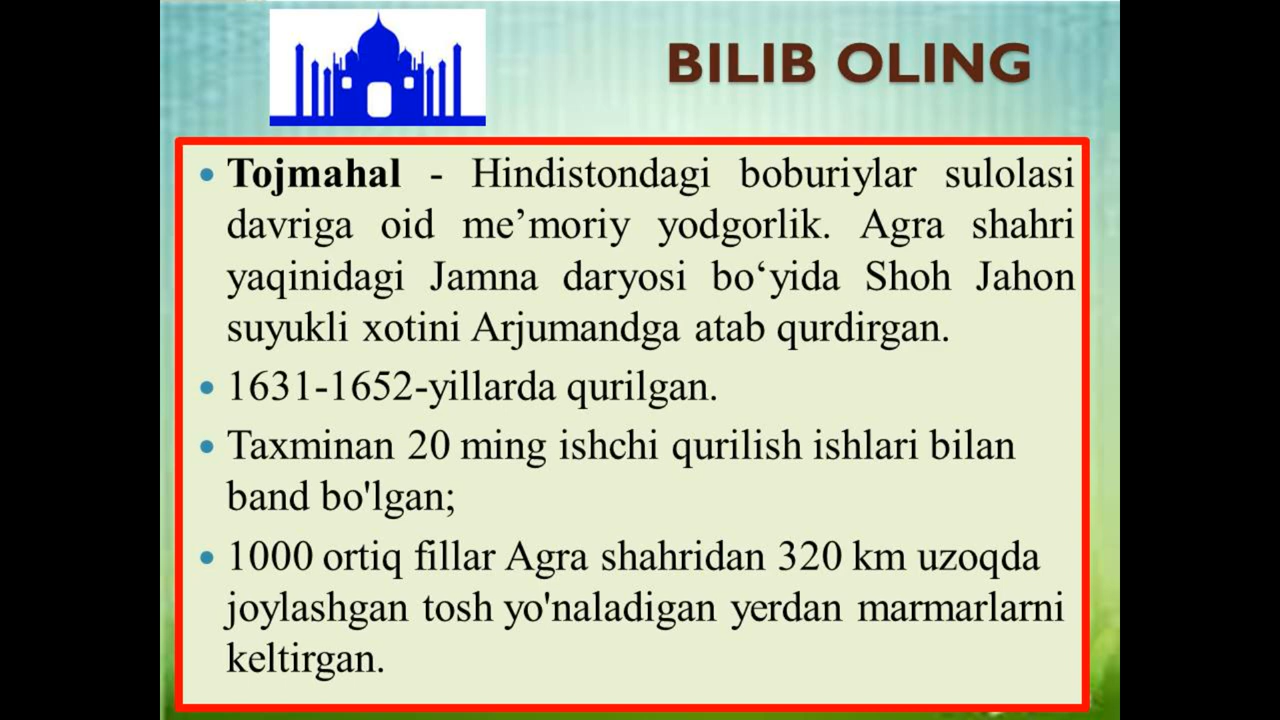 BILIB OLING
• Tojmahal - Hindistondagi boburiylar sulolasi
davriga oid me’moriy yodgorlik. Agra shahri
yaqinidagi Jamna daryosi bo‘yida Shoh Jahon
suyukli xotini Arjumandga atab qurdirgan.
• 1631-1652-yillarda qurilgan.
• Taxminan 20 ming ishchi qurilish ishlari bilan
band bo'lgan;
• 1000 ortiq fillar Agra shahridan 320 km uzoqda
joylashgan tosh yo'naladigan yerdan marmarlarni
keltirgan.